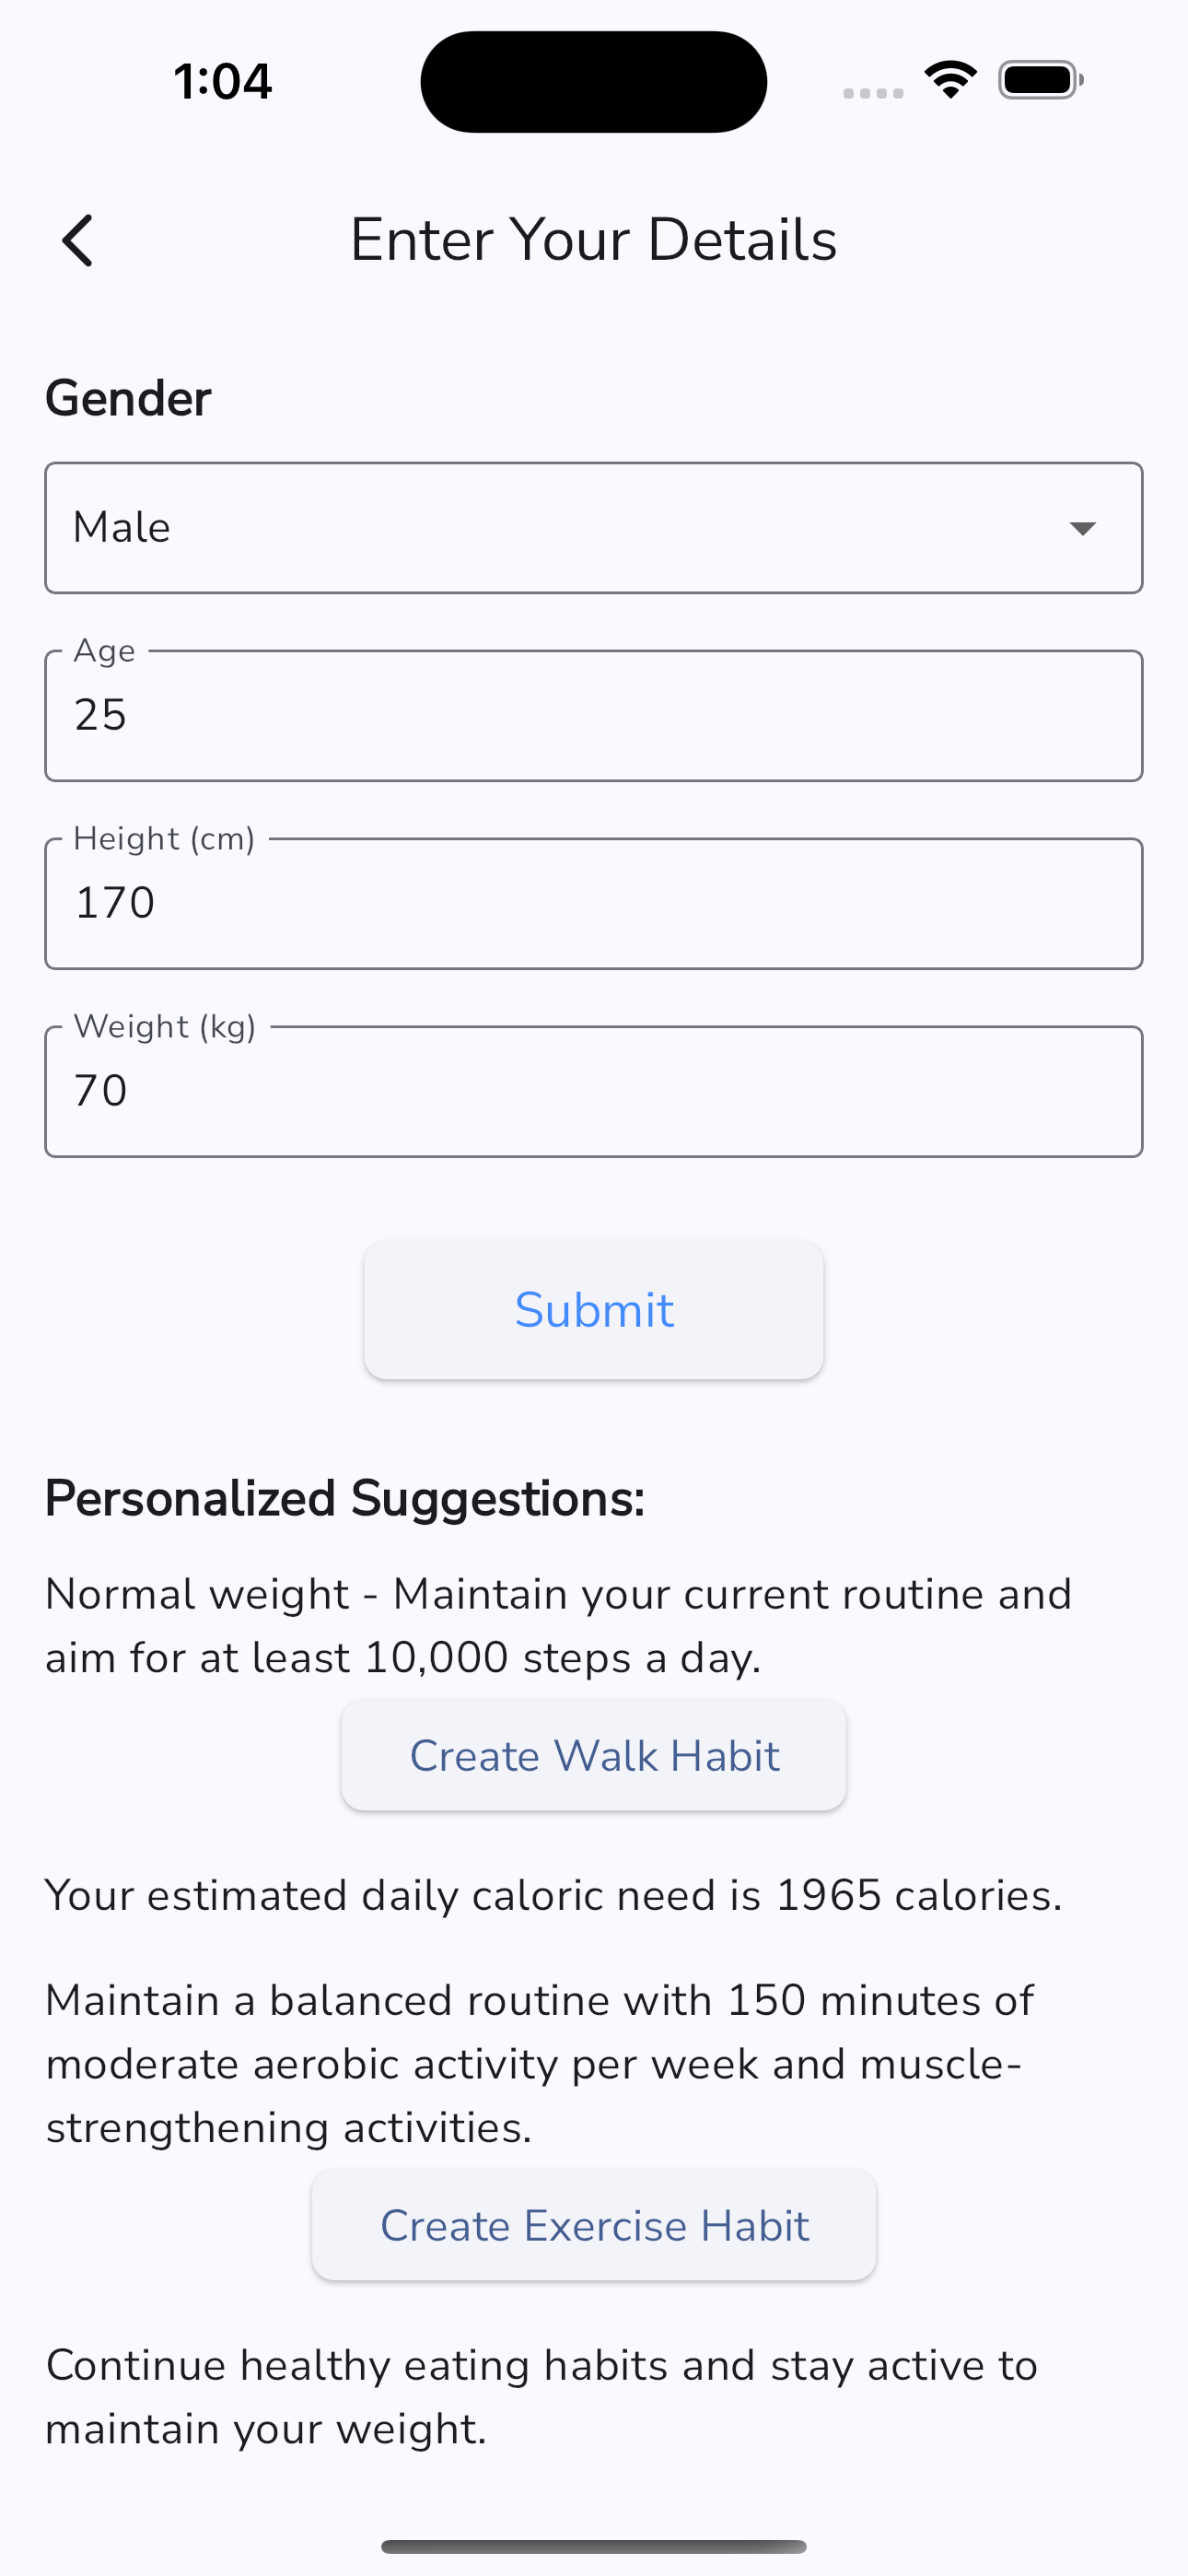 1:04
Enter Your Details
Gender
Male
Age
25
Height (cm)
170
Weight (kg)
70
Submit
Personalized Suggestions:
Normal weight - Maintain your current routine and
aim for at least 10,000 steps a day.
Create Walk Habit
Your estimated daily caloric need is 1965 calories.
Maintain a balanced routine with 150 minutes of
moderate aerobic activity per week and muscle-
strengthening activities.
Create Exercise Habit
Continue healthy eating habits and stay active to
maintain your weight.